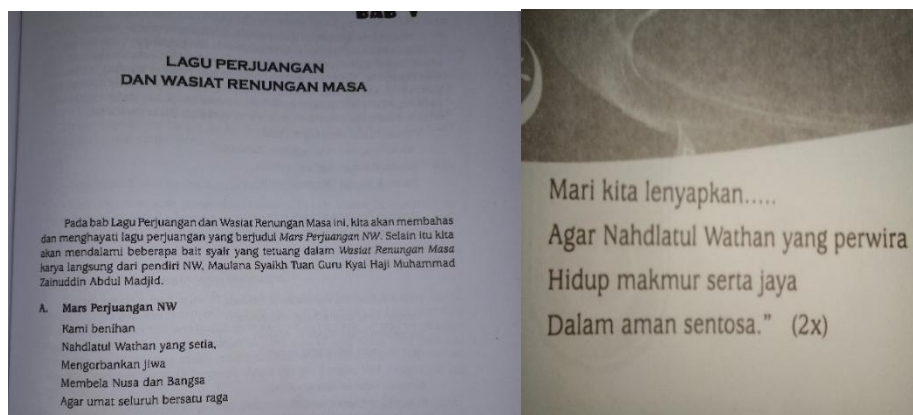 BAB V
LAGU PERJUANGAN
DAN WASIAT RENUNGAN MASA
Pada bab Lagu Perjuangan dan Wasiat Renungan Masa ini, kita akan membahas
dan menghayati lagu perjuangan yang berjudul Mars Perjuangan NW. Selain itu kita
akan mendalami beberapa bait syair yang tetuang dalam Wasiat Renungan Masa
karya langsung dari pendiri NW, Maulana Syaikh Tuan Guru Kyai Haji Muhammad
Zainuddin Abdul Madjid.
A. Mars Perjuangan NW
Kami benihan
Nahdlatul Wathan yang setia,
Mengorbankan jiwa
Membela Nusa dan Bangsa
Agar umat seluruh bersatu raga
Mari kita lenyapkan.....
Agar Nahdlatul Wathan yang perwira
Hidup makmur serta jaya
Dalam aman sentosa.” (2x)